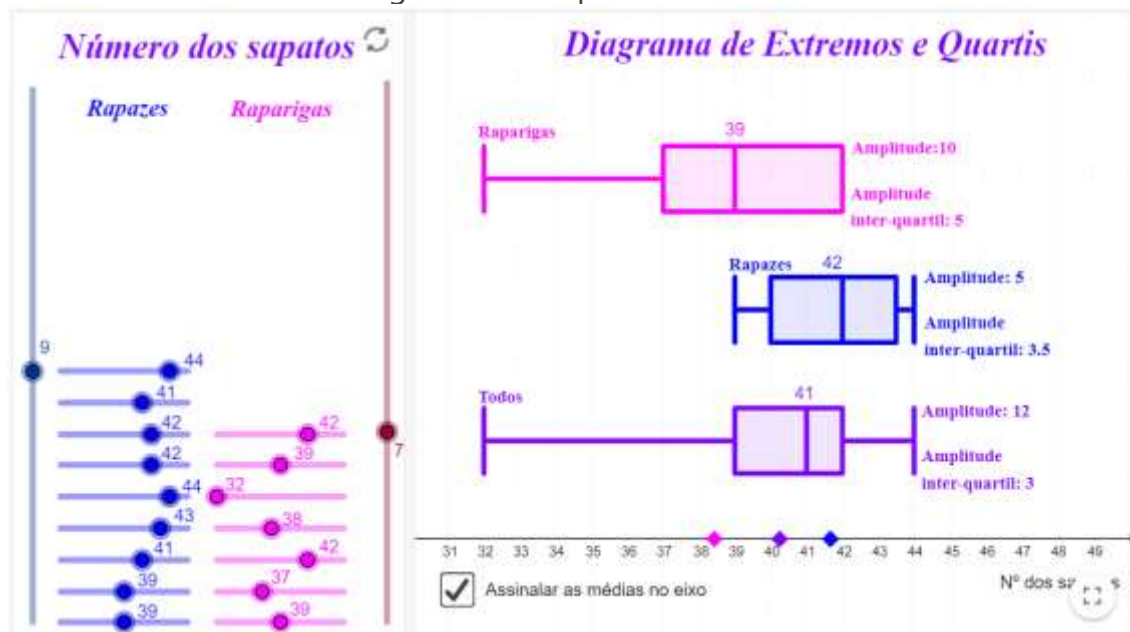 Número dos sapatos
Rapazes
Raparigas
9
44
41
42
42
44
43
41
39
39
42
39
32
38
42
37
39
7
Diagrama de Extremos e Quartis
Raparigas
39
Amplitude:10
Amplitude
inter-quartil: 5
Rapazes
42
Amplitude: 5
Amplitude
inter-quartil: 3.5
Todos
41
Amplitude: 12
Amplitude
inter-quartil: 3
31 32 33 34 35 36 37 38 39 40 41 42 43 44 45 46 47 48 49
Assinalar as médias no eixo
Nº dos